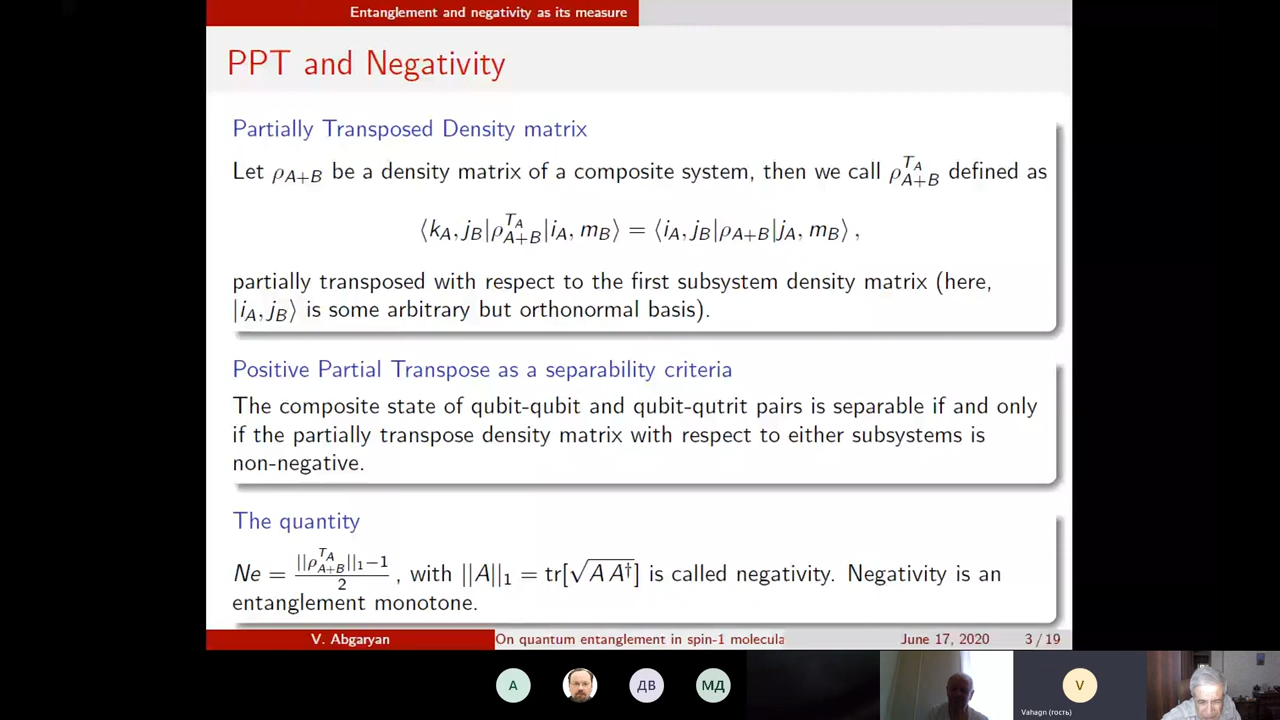 Entanglement and negativity as its measure
PPT and Negativity
Partially Transposed Density matrix
Let ρ_{A+B} be a density matrix of a composite system, then we call ρ^{T_A}_{A+B} defined as
⟨k_A, j_B|ρ^{T_A}_{A+B}|i_A, m_B⟩ = ⟨i_A, j_B|ρ_{A+B}|j_A, m_B⟩ ,
partially transposed with respect to the first subsystem density matrix (here,
|i_A, j_B⟩ is some arbitrary but orthonormal basis).
Positive Partial Transpose as a separability criteria
The composite state of qubit-qubit and qubit-qutrit pairs is separable if and only
if the partially transpose density matrix with respect to either subsystems is
non-negative.
The quantity
Ne = \frac{||ρ^{T_A}_{A+B}||_1−1}{2} , with ||A||_1 = tr[√(A A†)] is called negativity. Negativity is an
entanglement monotone.
V. Abgaryan On quantum entanglement in spin-1 molecula June 17, 2020 3 / 19
A ДВ МД V
Vahagn (гость)